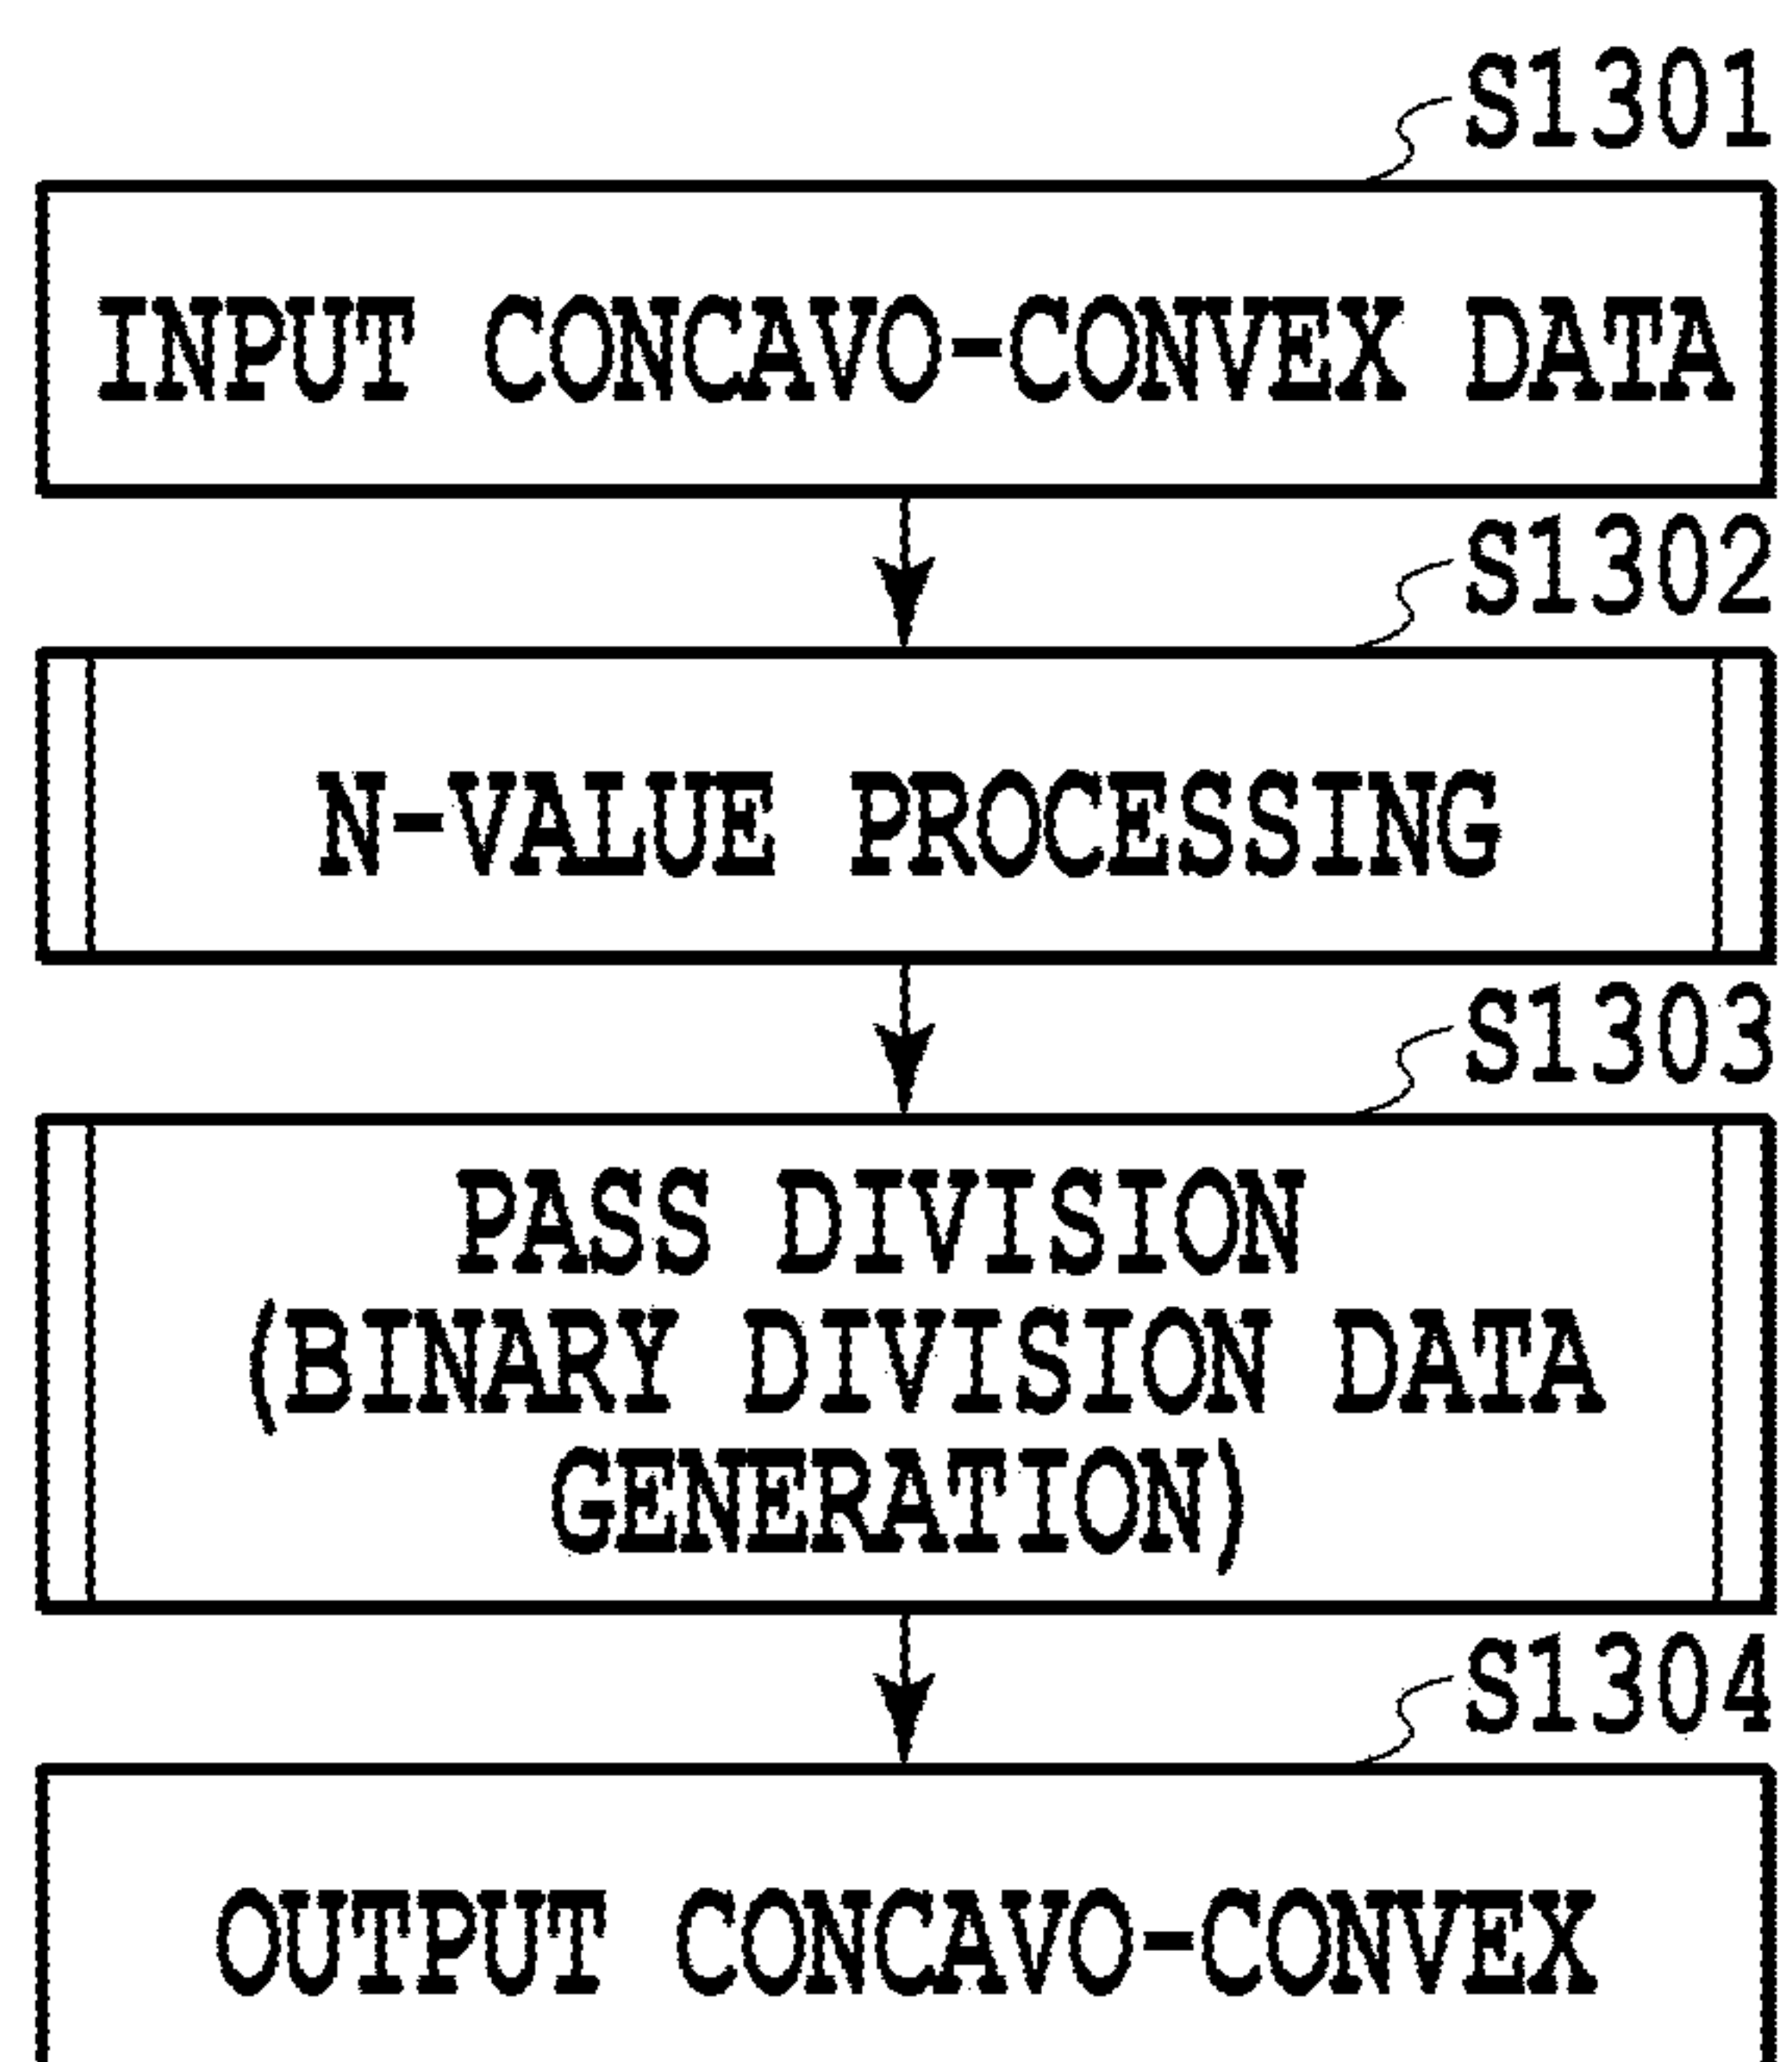 S1301
INPUT CONCAVO-CONVEX DATA
S1302
N-VALUE PROCESSING
S1303
PASS DIVISION
(BINARY DIVISION DATA
GENERATION)
S1304
OUTPUT CONCAVO-CONVEX